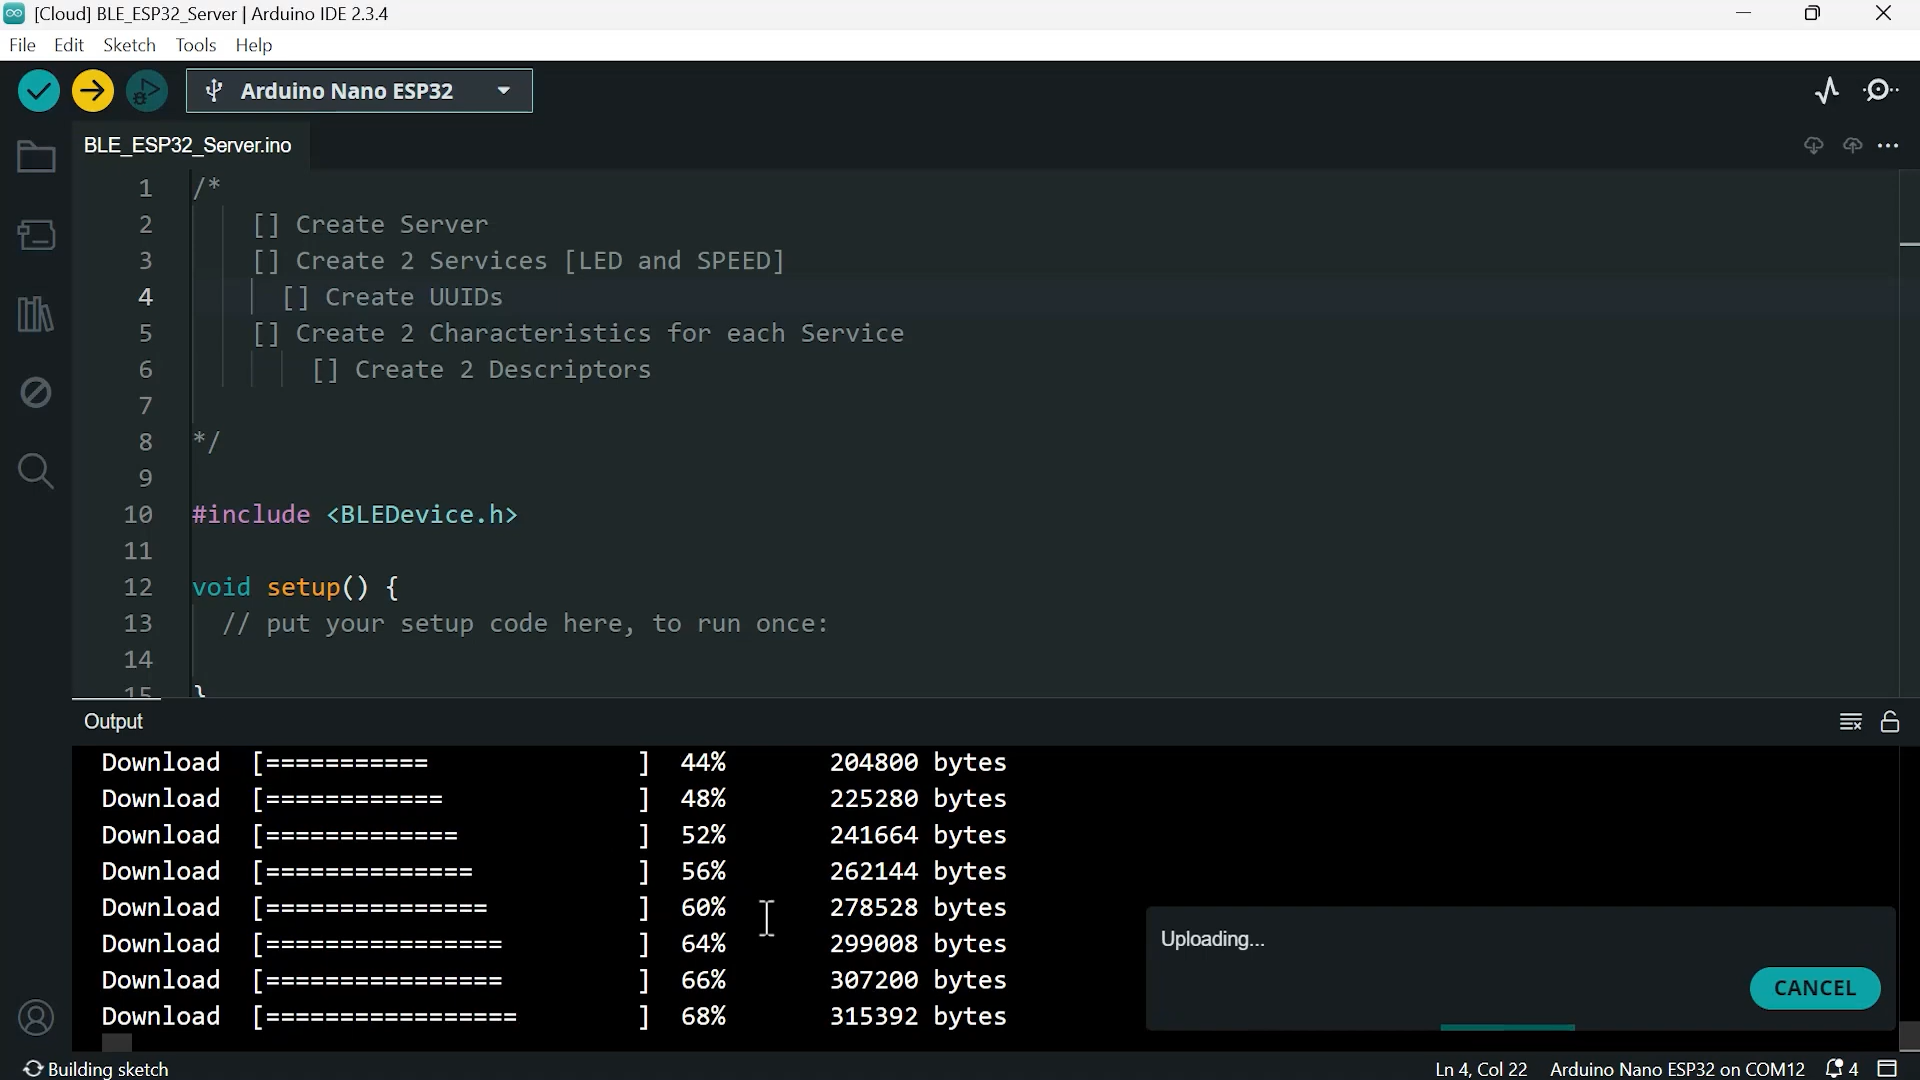 [Cloud] BLE_ESP32_Server | Arduino IDE 2.3.4
File Edit Sketch Tools Help
Arduino Nano ESP32
BLE_ESP32_Server.ino
1 /*
2 [] Create Server
3 [] Create 2 Services [LED and SPEED]
4 [] Create UUIDs
5 [] Create 2 Characteristics for each Service
6 [] Create 2 Descriptors
7
8 */
9
10 #include <BLEDevice.h>
11
12 void setup() {
13 // put your setup code here, to run once:
14
15 }
Output
Download [=========== ] 44% 204800 bytes
Download [============ ] 48% 225280 bytes
Download [============= ] 52% 241664 bytes
Download [============== ] 56% 262144 bytes
Download [=============== ] 60% 278528 bytes
Download [================ ] 64% 299008 bytes
Download [================ ] 66% 307200 bytes
Download [================= ] 68% 315392 bytes
Uploading...
CANCEL
Building sketch
Ln 4, Col 22 Arduino Nano ESP32 on COM12 4